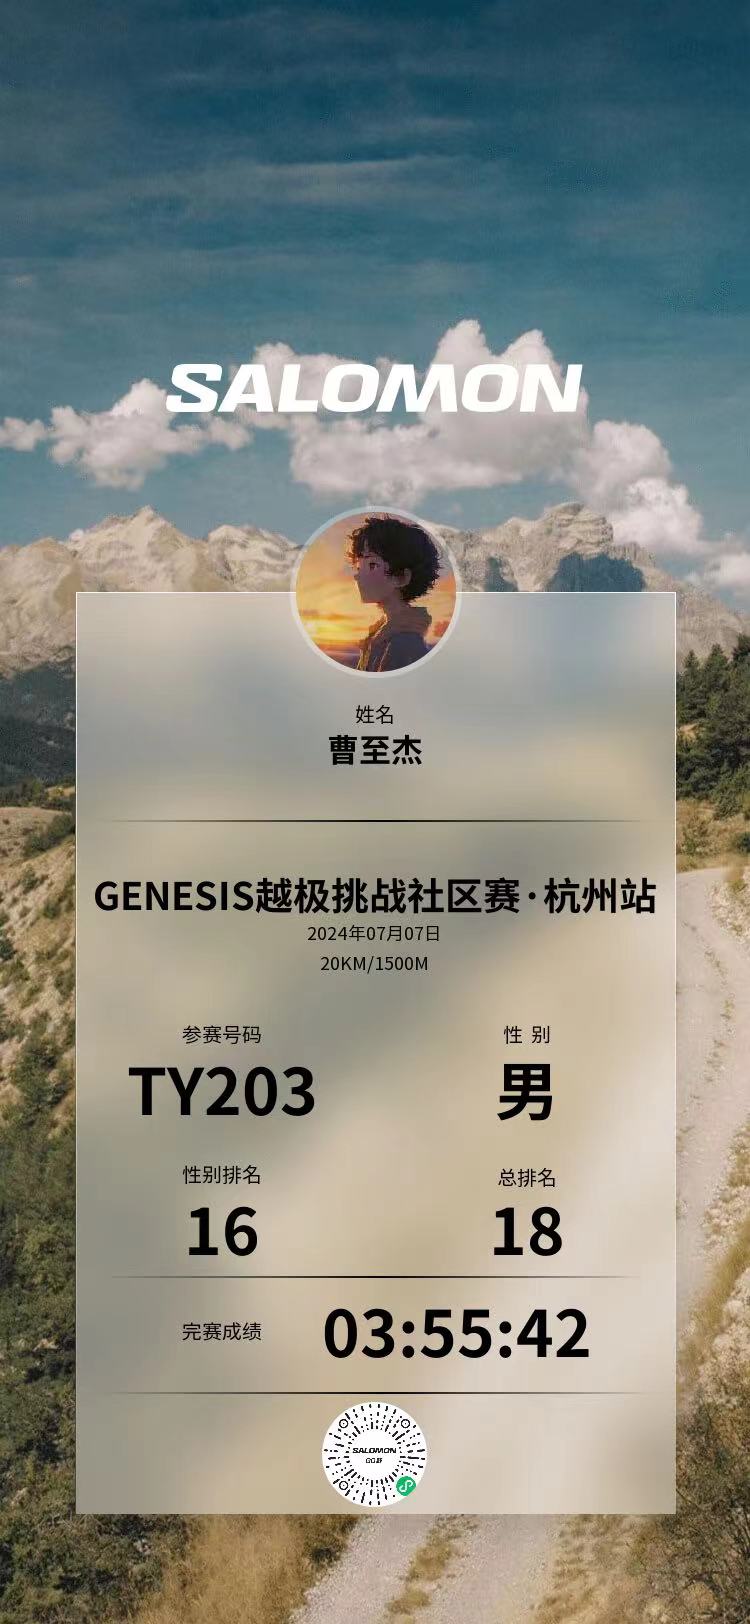 SALOMON
姓名
曹至杰
GENESIS越极挑战社区赛·杭州站
2024年07月07日
20KM/1500M
参赛号码
性 别
TY203
男
性别排名
总排名
16
18
完赛成绩
03:55:42
SALOMON